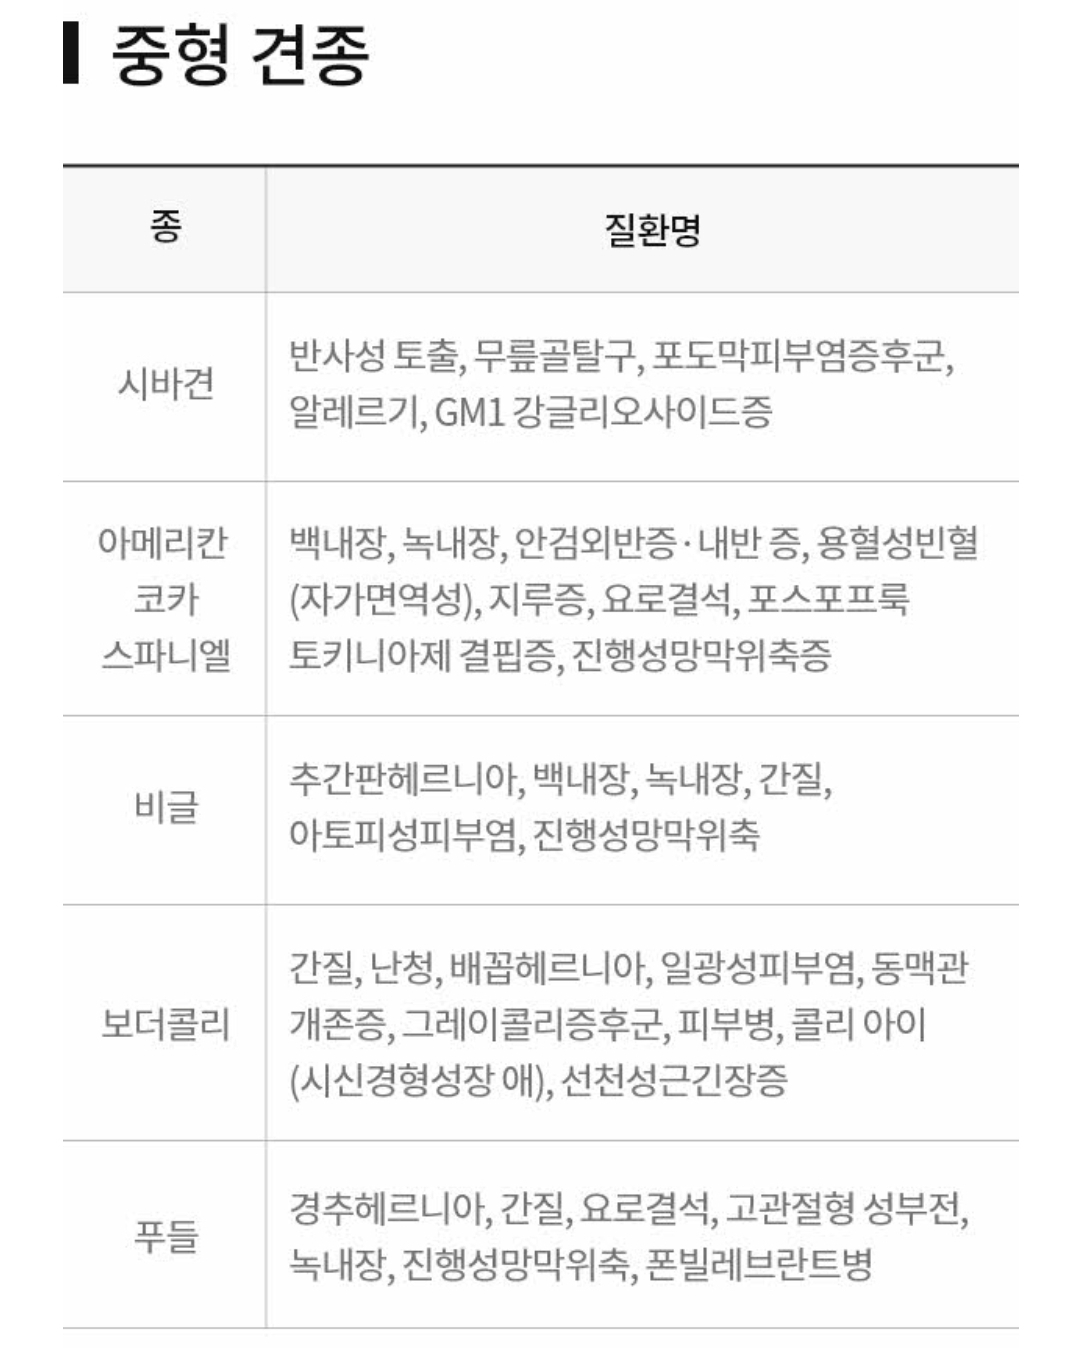 중형 견종
종 질환명
시바견
반사성 토출, 무릎골탈구, 포도막피부염증후군,
알레르기, GM1 강글리오사이드증
아메리칸
코카
스파니엘
백내장, 녹내장, 안검외반증·내반 증, 용혈성빈혈
(자가면역성), 지루증, 요로결석, 포스포프룩
토키니아제 결핍증, 진행성망막위축증
비글
추간판헤르니아, 백내장, 녹내장, 간질,
아토피성피부염, 진행성망막위축
보더콜리
간질, 난청, 배꼽헤르니아, 일광성피부염, 동맥관
개존증, 그레이콜리증후군, 피부병, 콜리 아이
(시신경형성장 애), 선천성근긴장증
푸들
경추헤르니아, 간질, 요로결석, 고관절형 성부전,
녹내장, 진행성망막위축, 폰빌레브란트병